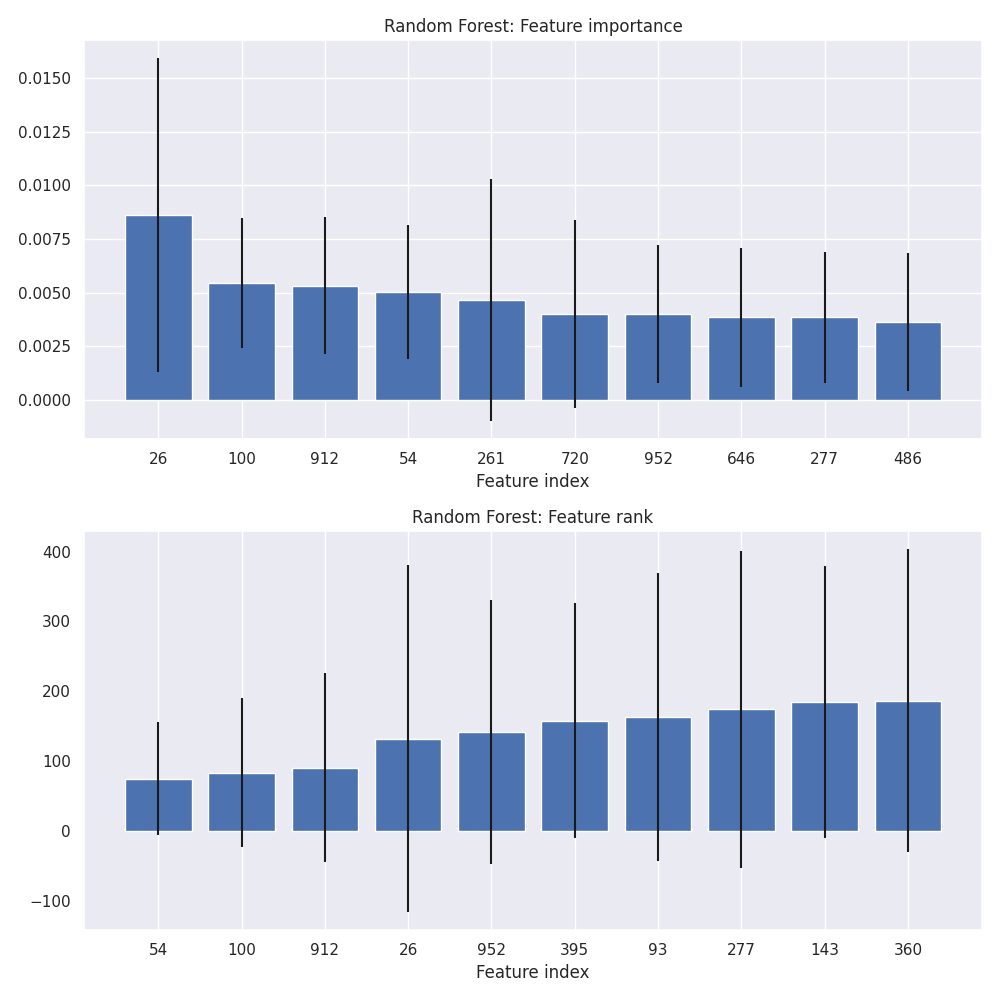 Random Forest: Feature importance
0.0150
0.0125
0.0100
0.0075
0.0050
0.0025
0.0000
26 100 912 54 261 720 952 646 277 486
Feature index
Random Forest: Feature rank
400
300
200
100
0
−100
54 100 912 26 952 395 93 277 143 360
Feature index